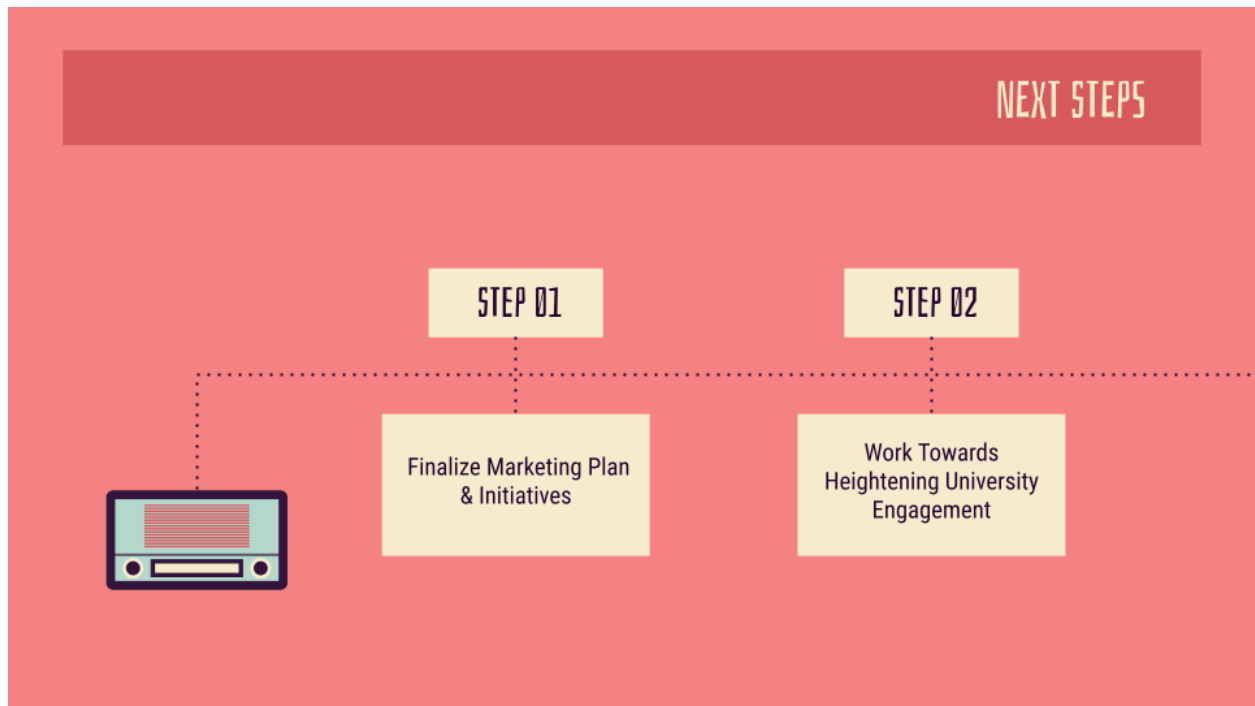 NEXT STEPS
STEP 01
Finalize Marketing Plan
& Initiatives
STEP 02
Work Towards
Heightening University
Engagement